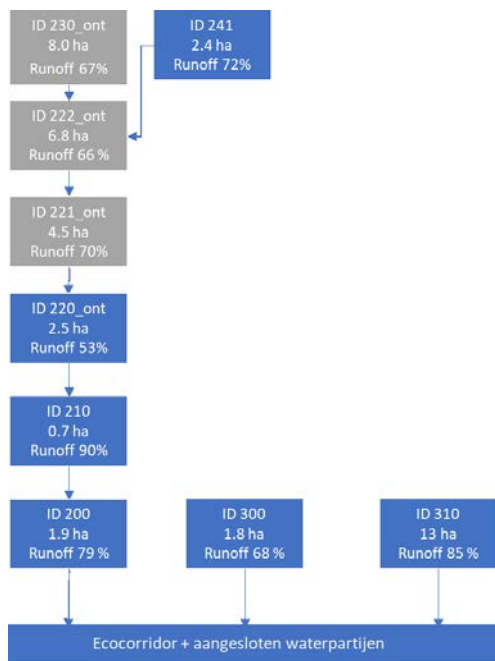 ID 230_ont
8.0 ha
Runoff 67%
ID 241
2.4 ha
Runoff 72%
ID 222_ont
6.8 ha
Runoff 66 %
ID 221_ont
4.5 ha
Runoff 70%
ID 220_ont
2.5 ha
Runoff 53%
ID 210
0.7 ha
Runoff 90%
ID 200
1.9 ha
Runoff 79 %
ID 300
1.8 ha
Runoff 68 %
ID 310
13 ha
Runoff 85 %
Ecocorridor + aangesloten waterpartijen